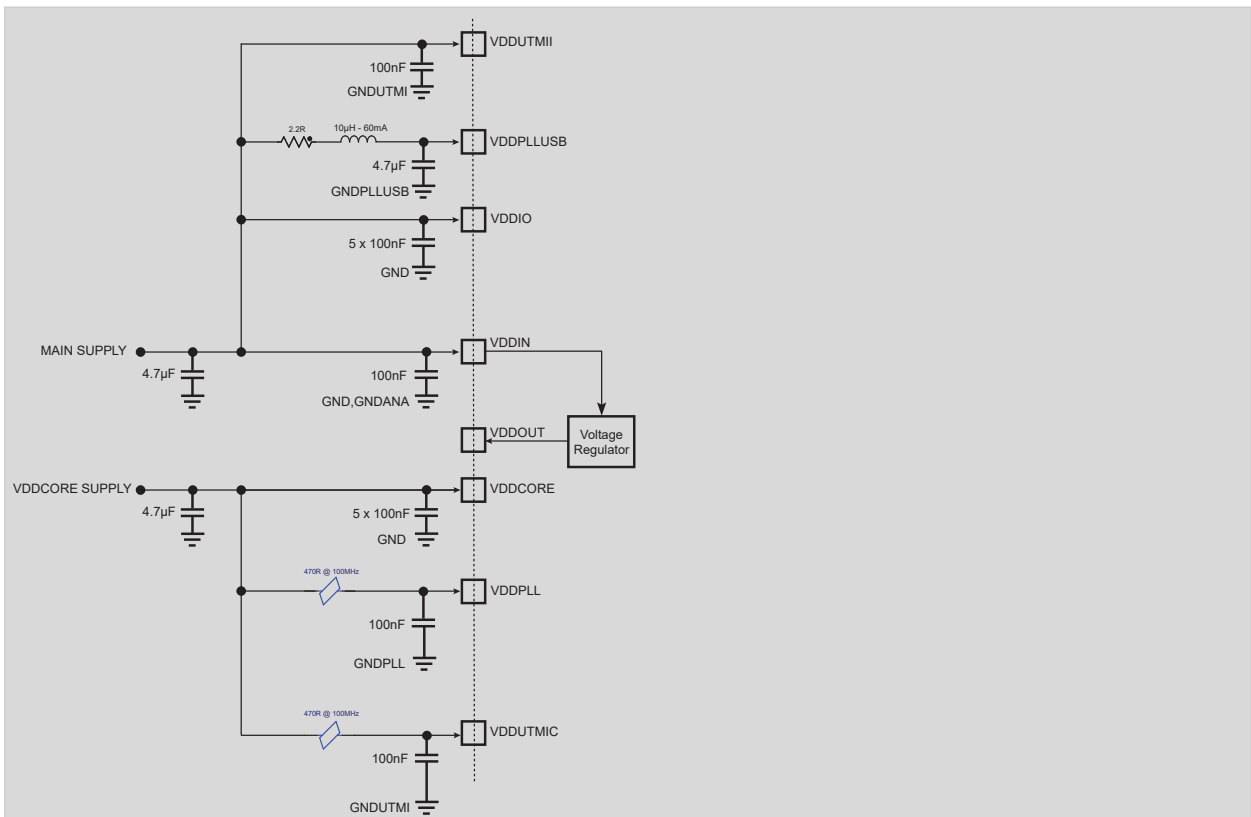 VDDUTMII
100nF
GNDUTMI
2.2R
10µH - 60mA
VDDPLLUSB
4.7µF
GNDPLLUSB
VDDIO
5 x 100nF
GND
MAIN SUPPLY
VDDIN
4.7µF
100nF
GND,GNDANA
VDDOUT
Voltage
Regulator
VDDCORE SUPPLY
VDDCORE
4.7µF
5 x 100nF
GND
470R @ 100MHz
VDDPLL
100nF
GNDPLL
470R @ 100MHz
VDDUTMIC
100nF
GNDUTMI